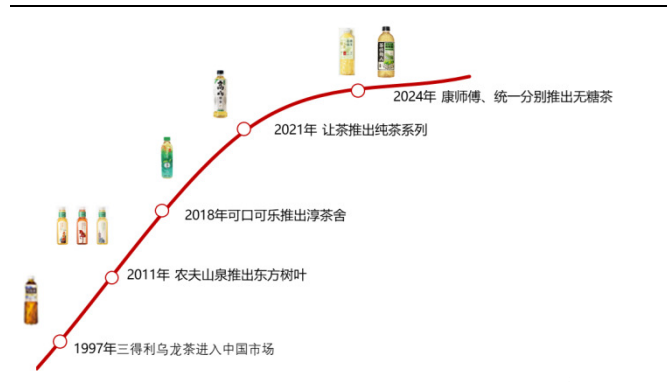 2024年 康师傅、统一分别推出无糖茶
2021年 让茶推出纯茶系列
2018年可口可乐推出淳茶舍
2011年 农夫山泉推出东方树叶
1997年三得利乌龙茶进入中国市场